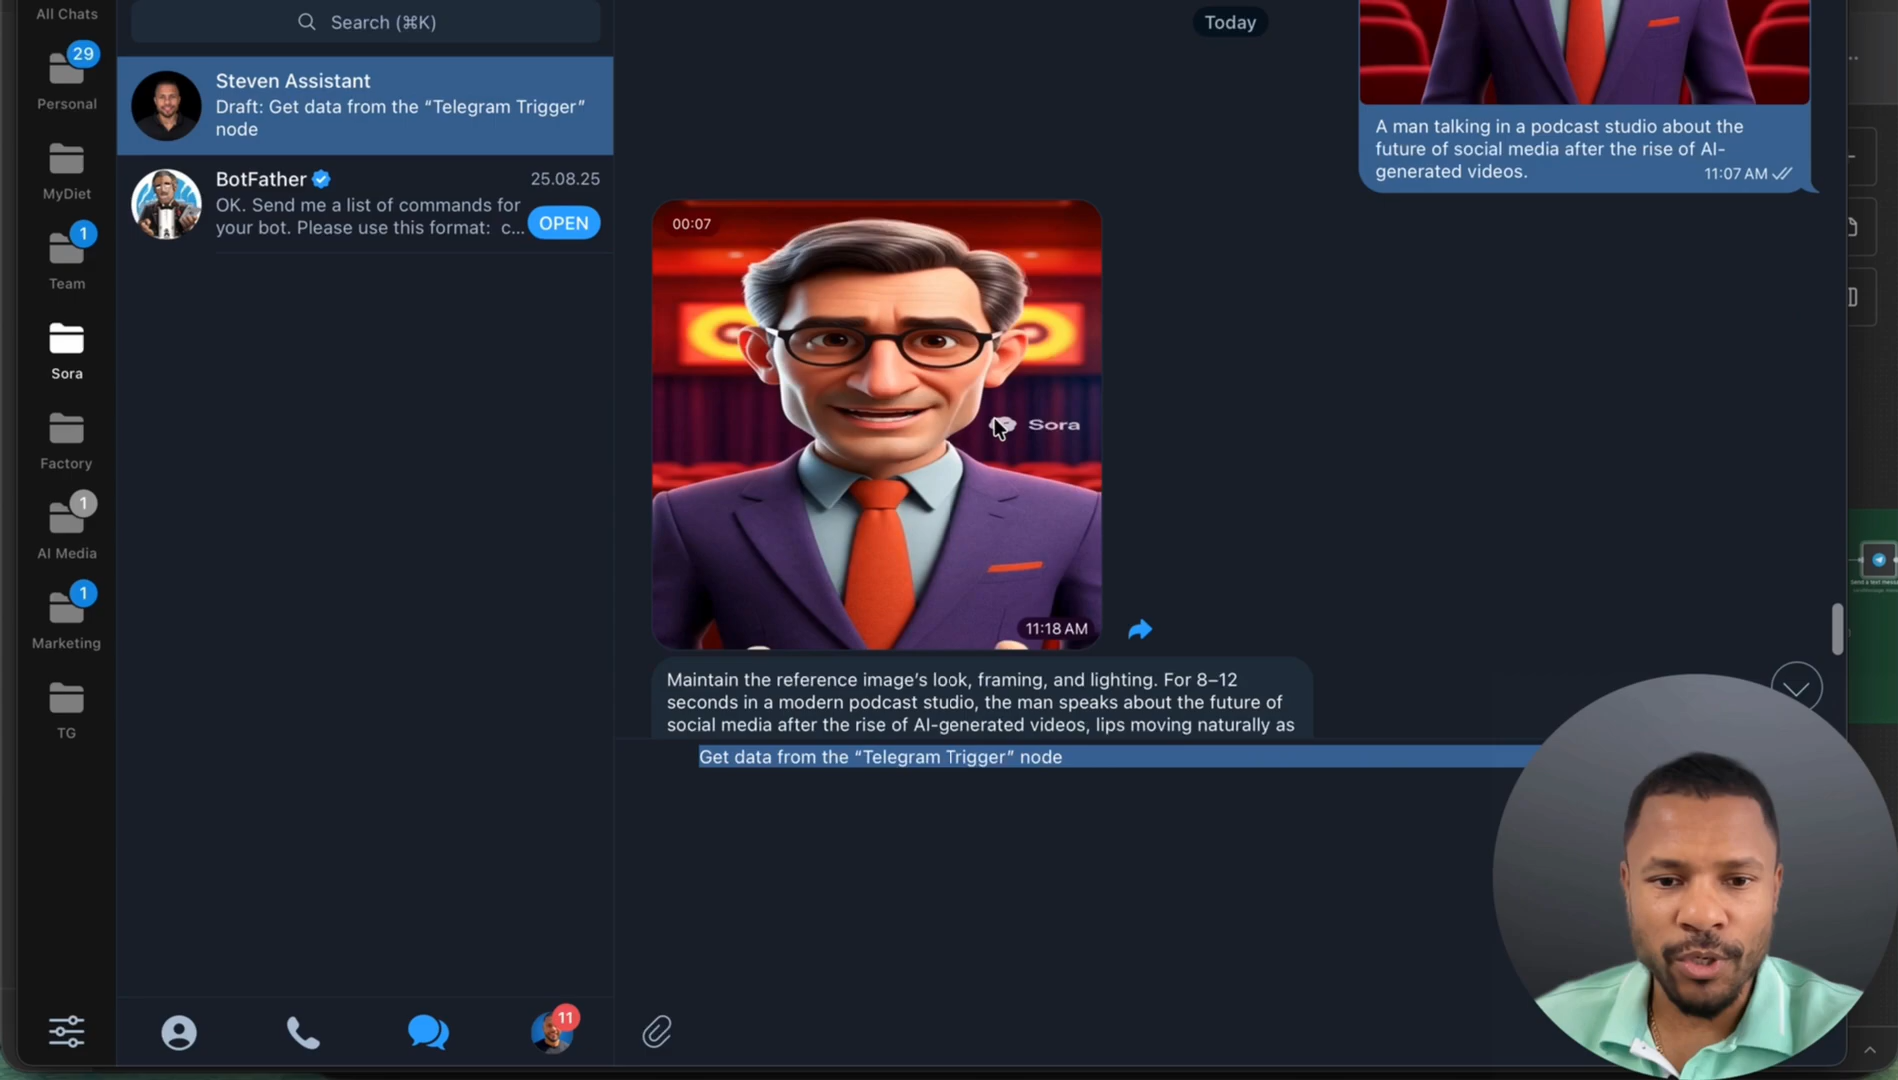 All Chats
29
Personal
MyDiet
1
Team
Sora
Factory
1
AI Media
1
Marketing
TG
Search (⌘K)
Steven Assistant
Draft: Get data from the “Telegram Trigger”
node
BotFather
25.08.25
OK. Send me a list of commands for
your bot. Please use this format: c...
OPEN
11
Today
A man talking in a podcast studio about the
future of social media after the rise of AI-
generated videos.
11:07 AM
00:07
Sora
11:18 AM
Maintain the reference image’s look, framing, and lighting. For 8–12
seconds in a modern podcast studio, the man speaks about the future of
social media after the rise of AI-generated videos, lips moving naturally as
Get data from the “Telegram Trigger” node